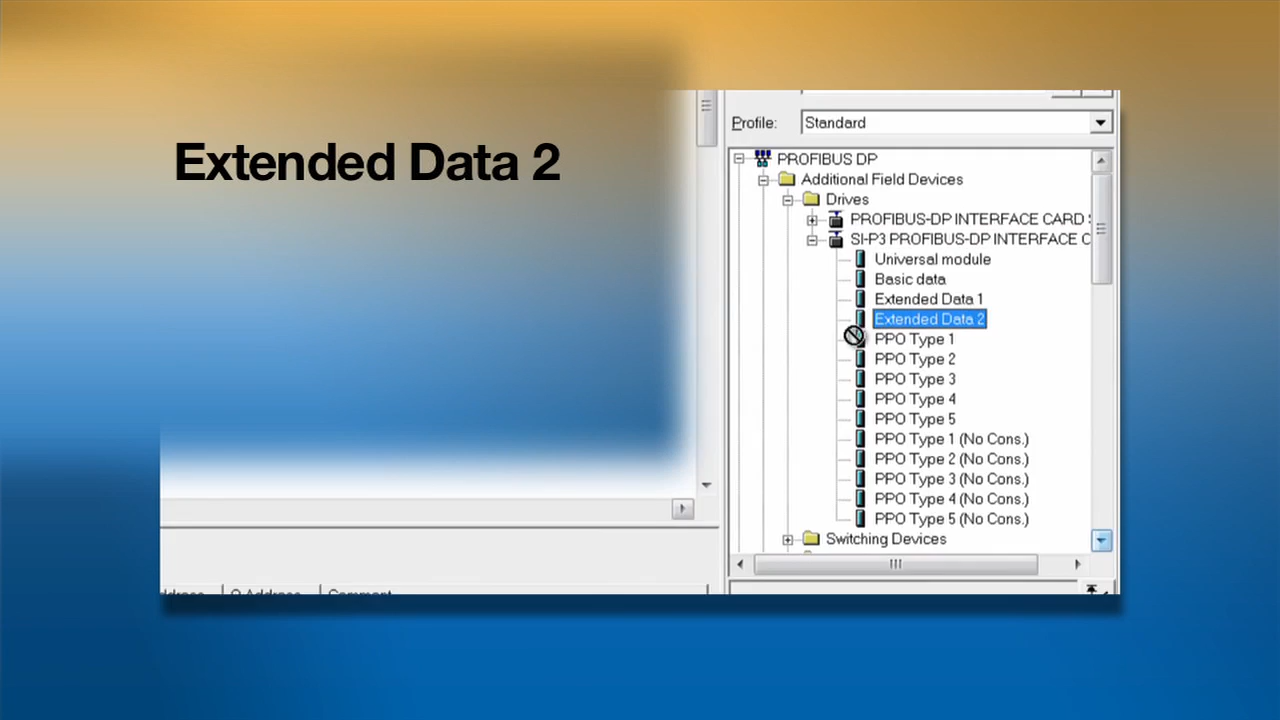 Extended Data 2
Profile: Standard
PROFIBUS DP
Additional Field Devices
Drives
PROFIBUS-DP INTERFACE CARD
SI-P3 PROFIBUS-DP INTERFACE C
Universal module
Basic data
Extended Data 1
Extended Data 2
PPO Type 1
PPO Type 2
PPO Type 3
PPO Type 4
PPO Type 5
PPO Type 1 (No Cons.)
PPO Type 2 (No Cons.)
PPO Type 3 (No Cons.)
PPO Type 4 (No Cons.)
PPO Type 5 (No Cons.)
Switching Devices
Q Address Comment